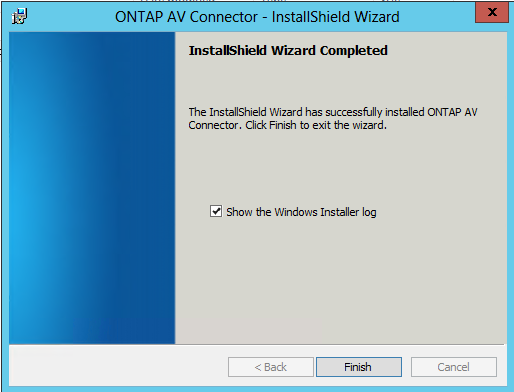 ONTAP AV Connector - InstallShield Wizard
X
InstallShield Wizard Completed
The InstallShield Wizard has successfully installed ONTAP AV
Connector. Click Finish to exit the wizard.
Show the Windows Installer log
< Back
Finish
Cancel